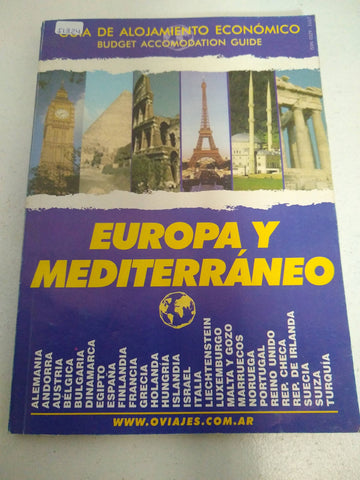 GUÍA DE ALOJAMIENTO ECONÓMICO
BUDGET ACCOMODATION GUIDE
EUROPA Y
MEDITERRÁNEO
ALEMANIA
ANDORRA
AUSTRIA
BÉLGICA
BULGARIA
DINAMARCA
EGIPTO
ESPAÑA
FINLANDIA
FRANCIA
GRECIA
HOLANDA
HUNGRIA
ISLANDIA
ISRAEL
ITALIA
LIECHTENSTEIN
LUXEMBURGO
MALTA Y GOZO
MARRUECOS
NORUEGA
PORTUGAL
REINO UNIDO
REP. CHECA
REP. DE IRLANDA
SUECIA
SUIZA
TURQUÍA
WWW.OVIAJES.COM.AR